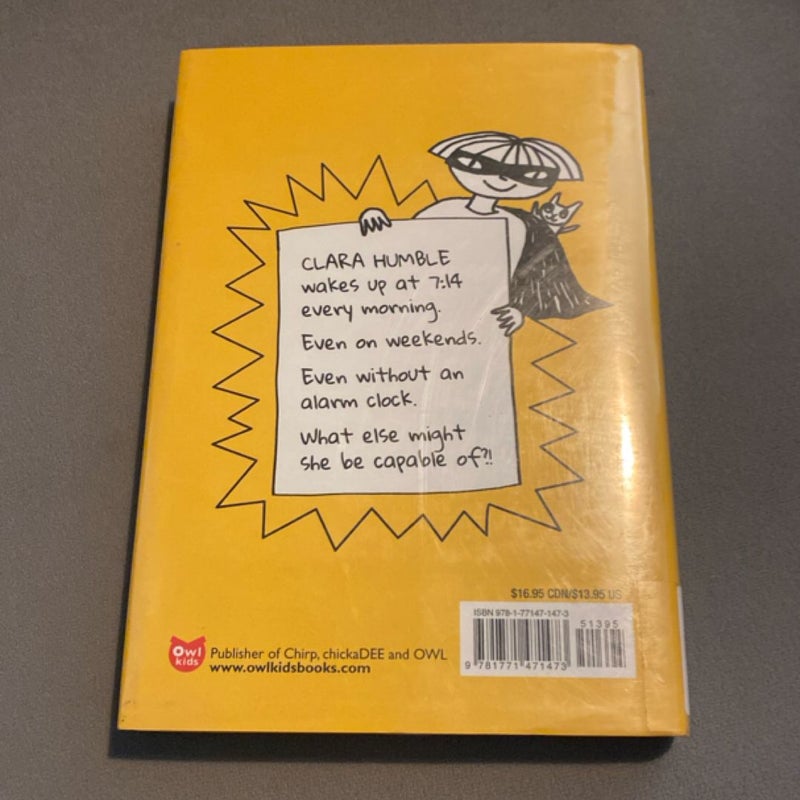 CLARA HUMBLE
wakes up at 7:14
every morning.
Even on weekends.
Even without an
alarm clock.
What else might
she be capable of?!
$16.95 CDN/$13.95 US
ISBN 978-1-77147-147-3
51395
9 781771 471473
Owl
kids
Publisher of Chirp, chickaDEE and OWL
www.owlkidsbooks.com